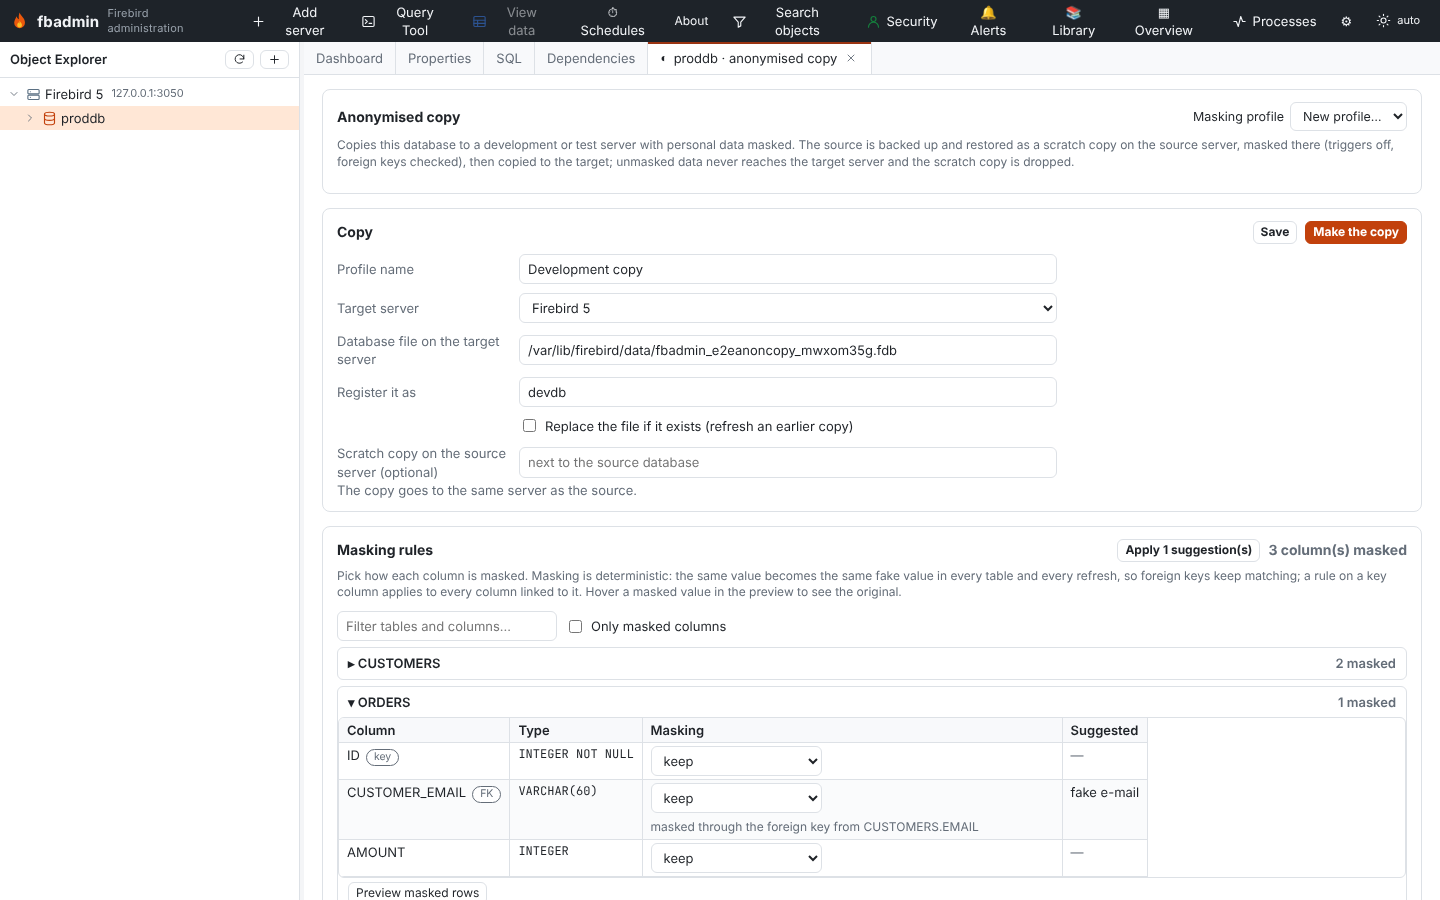 fbadmin
Firebird
administration
Add
server
Query
Tool
View
data
Schedules
About
Search
objects
Security
Alerts
Library
Overview
Processes
auto
Object Explorer
Firebird 5 127.0.0.1:3050
proddb
Dashboard
Properties
SQL
Dependencies
proddb · anonymised copy
Anonymised copy
Masking profile
New profile...
Copies this database to a development or test server with personal data masked. The source is backed up and restored as a scratch copy on the source server, masked there (triggers off,
foreign keys checked), then copied to the target; unmasked data never reaches the target server and the scratch copy is dropped.
Copy
Save
Make the copy
Profile name
Development copy
Target server
Firebird 5
Database file on the target
server
/var/lib/firebird/data/fbadmin_e2eanoncopy_mwxom35g.fdb
Register it as
devdb
Replace the file if it exists (refresh an earlier copy)
Scratch copy on the source
server (optional)
next to the source database
The copy goes to the same server as the source.
Masking rules
Apply 1 suggestion(s)
3 column(s) masked
Pick how each column is masked. Masking is deterministic: the same value becomes the same fake value in every table and every refresh, so foreign keys keep matching; a rule on a key
column applies to every column linked to it. Hover a masked value in the preview to see the original.
Filter tables and columns...
Only masked columns
CUSTOMERS
2 masked
ORDERS
1 masked
Column Type Masking Suggested
ID key INTEGER NOT NULL keep —
CUSTOMER_EMAIL FK VARCHAR(60) keep fake e-mail
masked through the foreign key from CUSTOMERS.EMAIL
AMOUNT INTEGER keep —
Preview masked rows